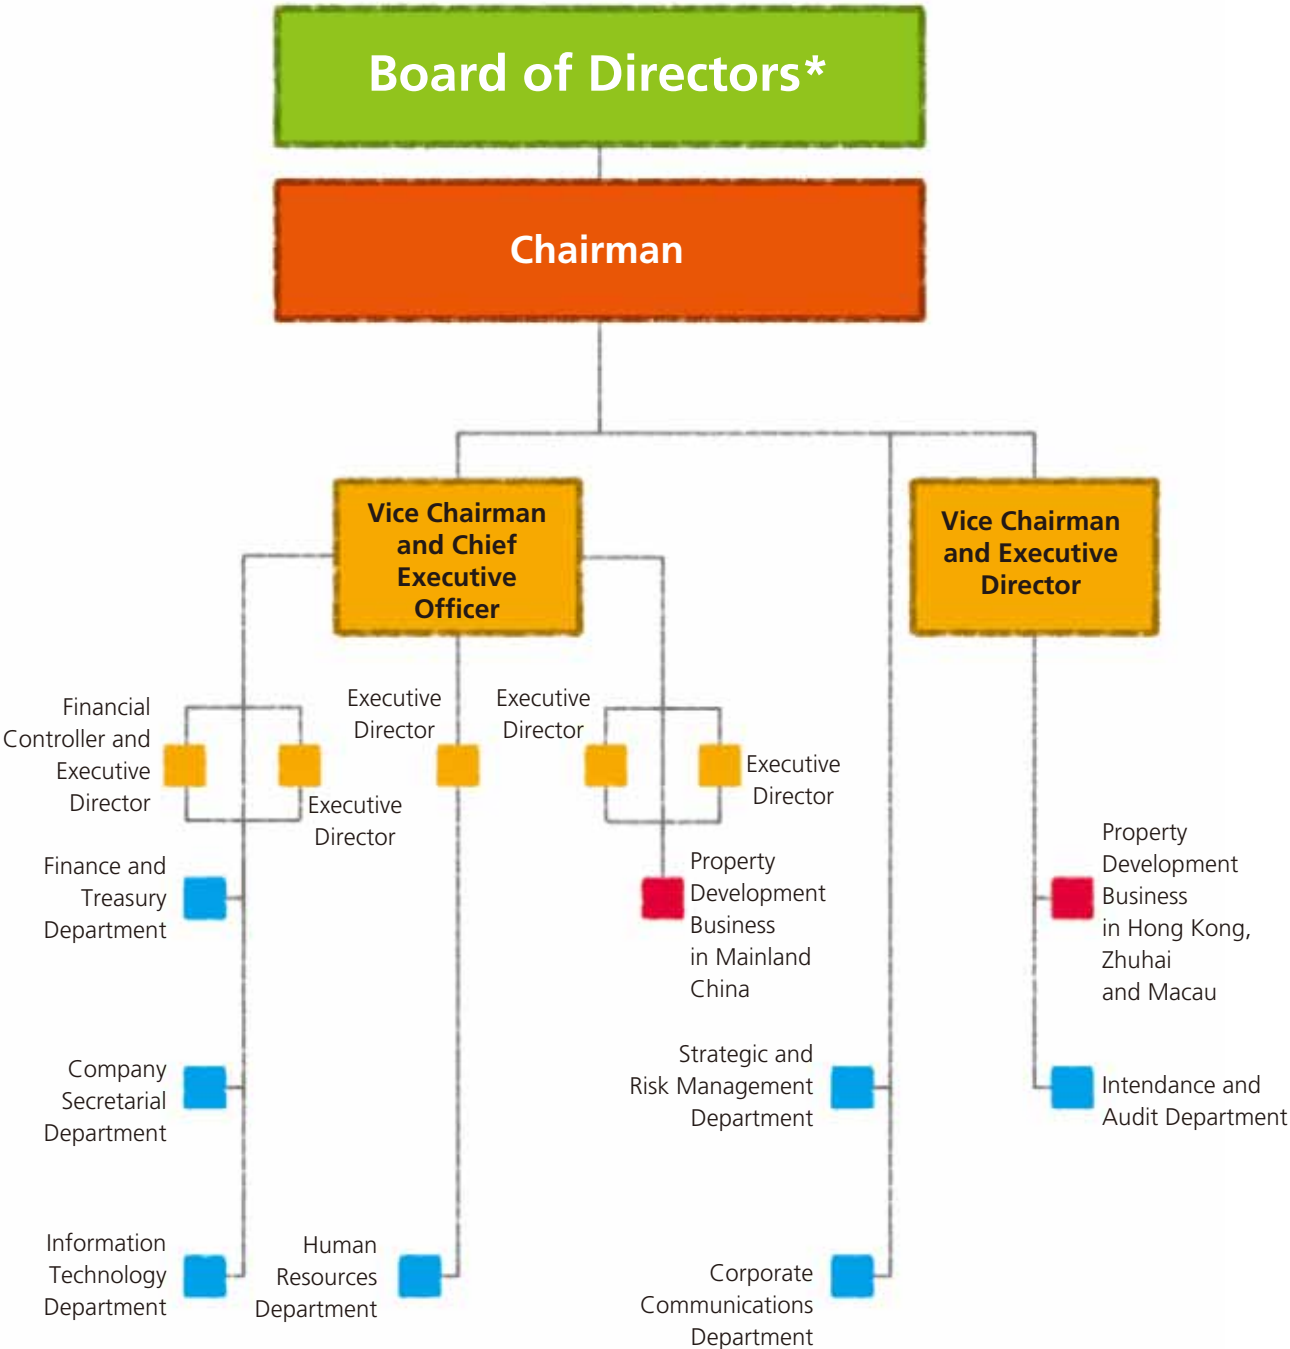 Board of Directors*
Chairman
Vice Chairman
and Chief
Executive
Officer
Vice Chairman
and Executive
Director
Financial
Controller and
Executive
Director
Executive
Director
Executive
Director
Executive
Director
Executive
Director
Finance and
Treasury
Department
Property
Development
Business
in Mainland
China
Property
Development
Business
in Hong Kong,
Zhuhai
and Macau
Company
Secretarial
Department
Strategic and
Risk Management
Department
Intendance and
Audit Department
Information
Technology
Department
Human
Resources
Department
Corporate
Communications
Department